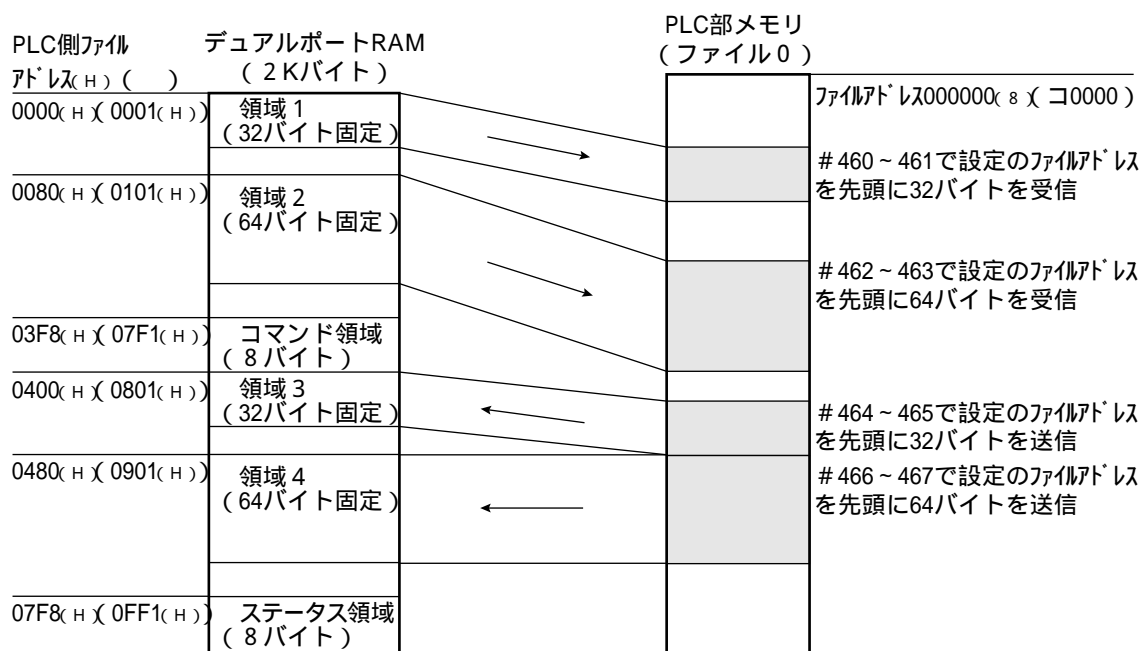 PLC側ﾌｧｲﾙ
ｱﾄﾞﾚｽ(H) (　　)
デュアルポートRAM
(2Kバイト)
PLC部メモリ
(ファイル0)
ﾌｧｲﾙｱﾄﾞﾚｽ000000(8)(コ0000)
0000(H)(0001(H))
領域1
(32バイト固定)
#460~461で設定のﾌｧｲﾙｱﾄﾞﾚｽ
を先頭に32バイトを受信
0080(H)(0101(H))
領域2
(64バイト固定)
#462~463で設定のﾌｧｲﾙｱﾄﾞﾚｽ
を先頭に64バイトを受信
03F8(H)(07F1(H))
コマンド領域
(8バイト)
0400(H)(0801(H))
領域3
(32バイト固定)
#464~465で設定のﾌｧｲﾙｱﾄﾞﾚｽ
を先頭に32バイトを送信
0480(H)(0901(H))
領域4
(64バイト固定)
#466~467で設定のﾌｧｲﾙｱﾄﾞﾚｽ
を先頭に64バイトを送信
07F8(H)(0FF1(H))
ステータス領域
(8バイト)